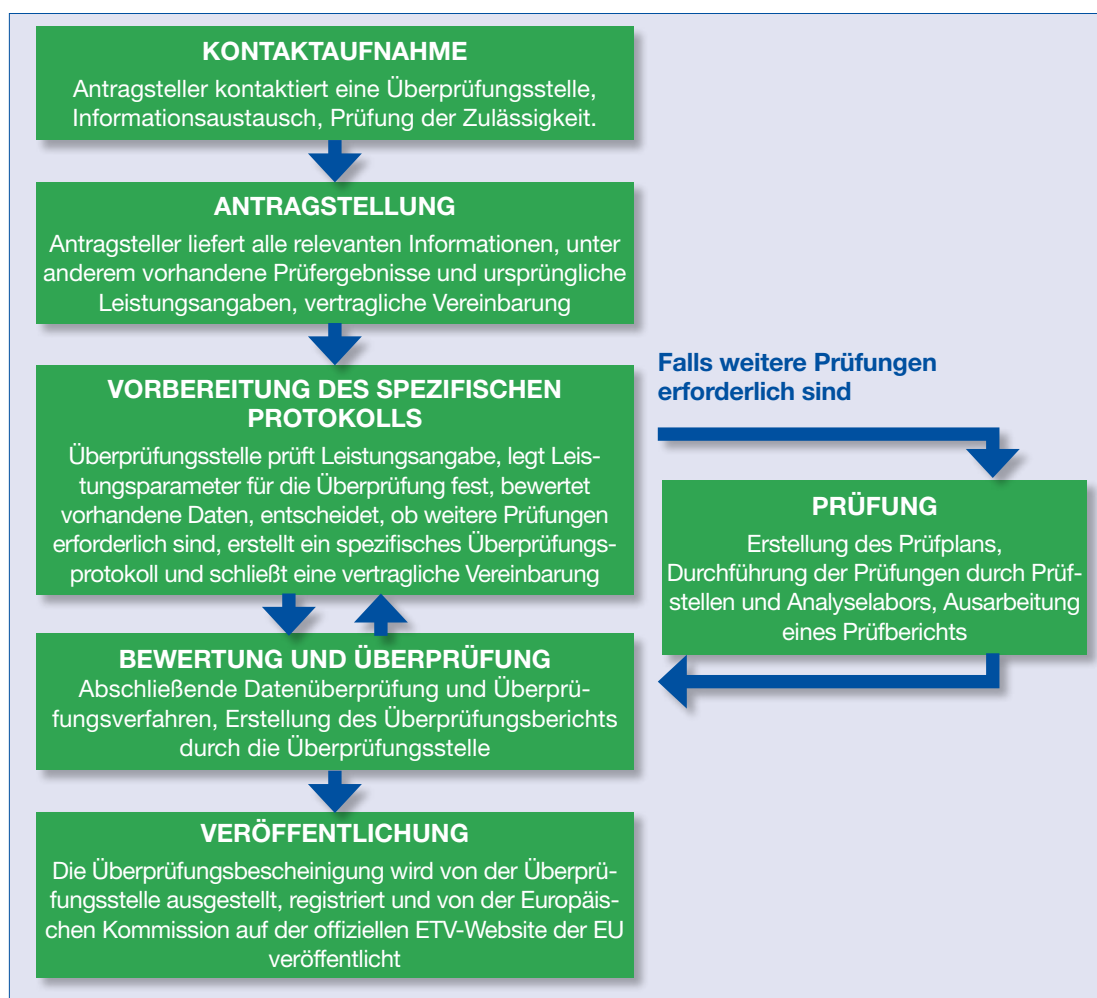 KONTAKTAUFNAHME
Antragsteller kontaktiert eine Überprüfungsstelle,
Informationsaustausch, Prüfung der Zulässigkeit.
ANTRAGSTELLUNG
Antragsteller liefert alle relevanten Informationen, unter
anderem vorhandene Prüfergebnisse und ursprüngliche
Leistungsangaben, vertragliche Vereinbarung
VORBEREITUNG DES SPEZIFISCHEN
PROTOKOLLS
Überprüfungsstelle prüft Leistungsangabe, legt Leis-
tungsparameter für die Überprüfung fest, bewertet
vorhandene Daten, entscheidet, ob weitere Prüfungen
erforderlich sind, erstellt ein spezifisches Überprüfungs-
protokoll und schließt eine vertragliche Vereinbarung
Falls weitere Prüfungen
erforderlich sind
PRÜFUNG
Erstellung des Prüfplans,
Durchführung der Prüfungen durch Prüf-
stellen und Analyselabors, Ausarbeitung
eines Prüfberichts
BEWERTUNG UND ÜBERPRÜFUNG
Abschließende Datenüberprüfung und Überprü-
fungsverfahren, Erstellung des Überprüfungsberichts
durch die Überprüfungsstelle
VERÖFFENTLICHUNG
Die Überprüfungsbescheinigung wird von der Überprü-
fungsstelle ausgestellt, registriert und von der Europäis-
chen Kommission auf der offiziellen ETV-Website der EU
veröffentlicht